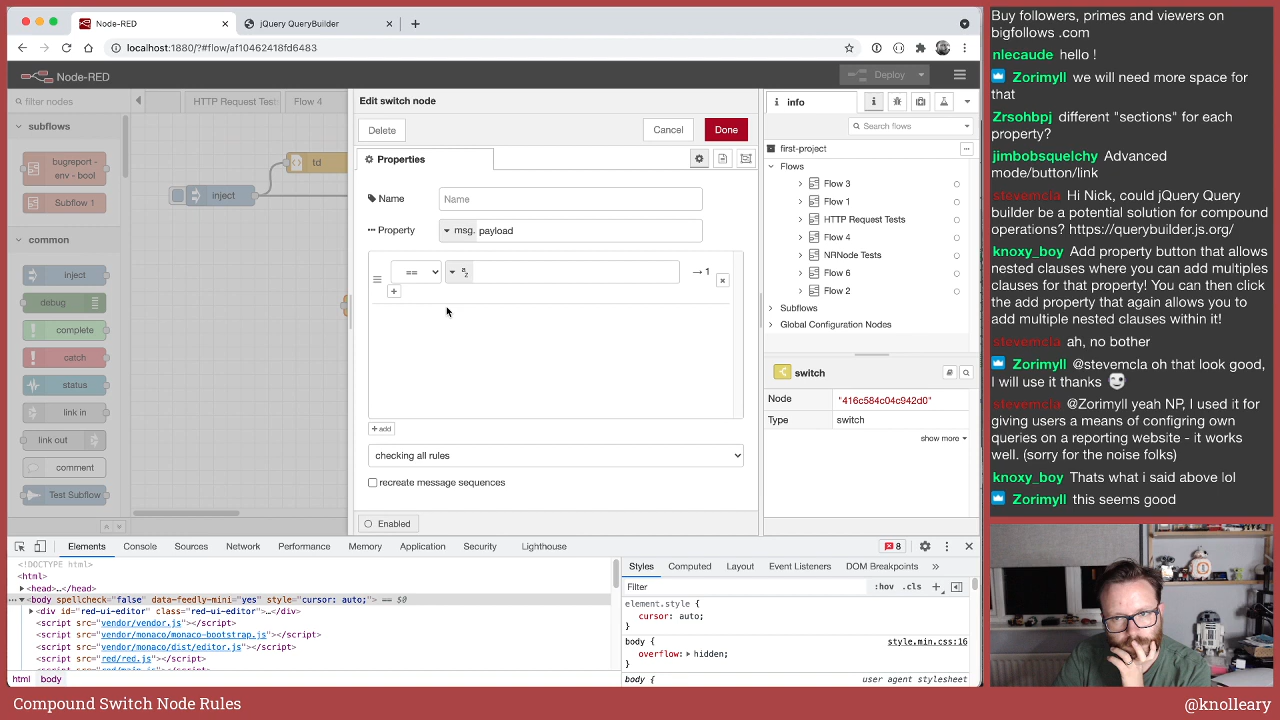 Node-RED
jQuery QueryBuilder
localhost:1880/?#flow/af10462418fd6483
Node-RED
Deploy
filter nodes
HTTP Request Test
Flow 4
subflows
bugreport -
env - bool
Subflow 1
common
inject
debug
complete
catch
status
link in
link out
comment
Test Subflow
td
inject
Edit switch node
Delete
Cancel
Done
Properties
Name
Name
Property
msg. payload
==
→ 1
add
checking all rules
recreate message sequences
Enabled
info
Search flows
first-project
Flows
Flow 3
Flow 1
HTTP Request Tests
Flow 4
NRNode Tests
Flow 6
Flow 2
Subflows
Global Configuration Nodes
switch
Node
"416c584c04c942d0"
Type
switch
show more
Elements
Console
Sources
Network
Performance
Memory
Application
Security
Lighthouse
8
<!DOCTYPE html>
<html>
<head>…</head>
<body spellcheck="false" data-feedly-mini="yes" style="cursor: auto;"> == $0
<div id="red-ui-editor" class="red-ui-editor">…</div>
<script src="vendor/vendor.js"></script>
<script src="vendor/monaco/monaco-bootstrap.js"></script>
<script src="vendor/monaco/dist/editor.js"></script>
<script src="red/red.js"></script>
html
body
Styles
Computed
Layout
Event Listeners
DOM Breakpoints
Filter
:hov
.cls
element.style {
cursor: auto;
}
body {
style.min.css:16
overflow: hidden;
}
body {
user agent stylesheet
Buy followers, primes and viewers on
bigfollows .com
nlecaude hello !
Zorimyll we will need more space for
that
Zrsohbpj different "sections" for each
property?
jimbobsquelchy Advanced
mode/button/link
stevemcla Hi Nick, could jQuery Query
builder be a potential solution for compound
operations? https://querybuilder.js.org/
knoxy_boy Add property button that allows
nested clauses where you can add multiples
clauses for that property! You can then click
the add property that again allows you to
add multiple nested clauses within it!
stevemcla ah, no bother
Zorimyll @stevemcla oh that look good,
I will use it thanks
stevemcla @Zorimyll yeah NP, I used it for
giving users a means of configring own
queries on a reporting website - it works
well. (sorry for the noise folks)
knoxy_boy Thats what i said above lol
Zorimyll this seems good
Compound Switch Node Rules
@knolleary